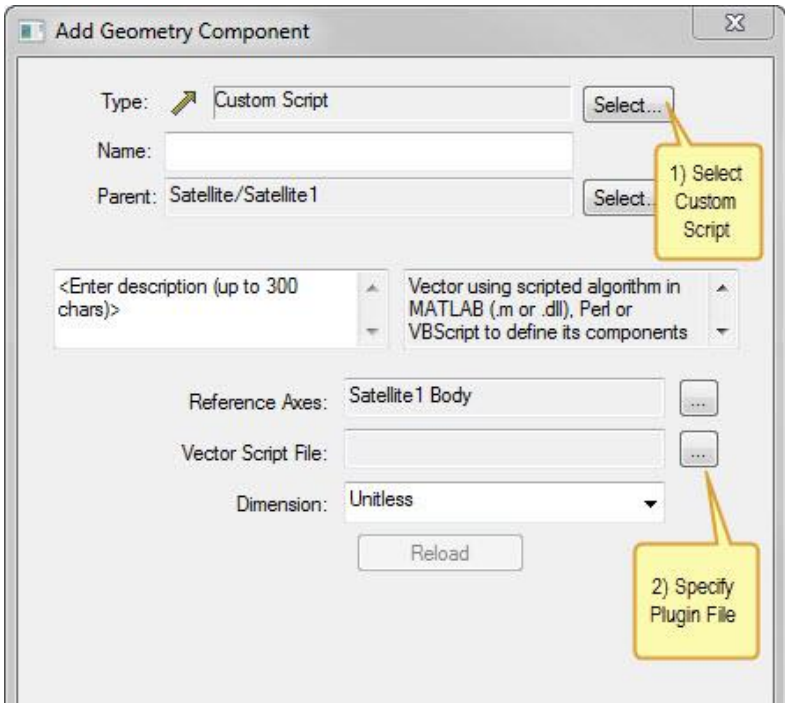 Add Geometry Component
Type: Custom Script Select...
Name:
Parent: Satellite/Satellite1 Select...
1) Select
Custom
Script
<Enter description (up to 300
chars)>
Vector using scripted algorithm in
MATLAB (.m or .dll), Perl or
VBScript to define its components
Reference Axes: Satellite1 Body ...
Vector Script File: ...
Dimension: Unitless
Reload
2) Specify
Plugin File